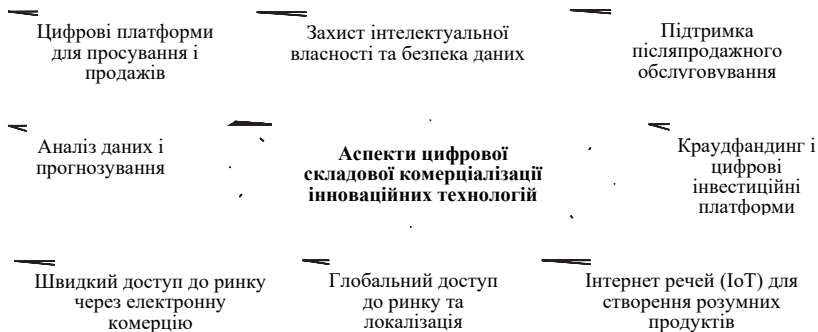 Цифрові платформи
для просування і
продажів
Захист інтелектуальної
власності та безпека даних
Підтримка
післяпродажного
обслуговування
Аналіз даних і
прогнозування
Аспекти цифрової
складової комерціалізації
інноваційних технологій
Краудфандинг і
цифрові
інвестиційні
платформи
Швидкий доступ до ринку
через електронну
комерцію
Глобальний доступ
до ринку та
локалізація
Інтернет речей (ІоТ) для
створення розумних
продуктів